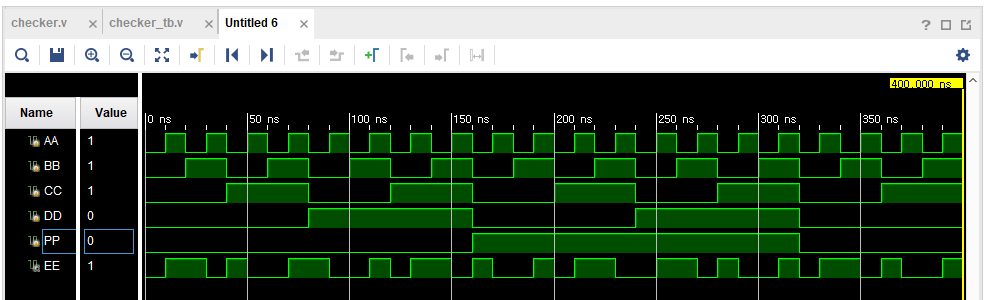 checker.v × checker_tb.v × Untitled 6 ×
? 
400.000 ns
Name Value
0 ns 50 ns 100 ns 150 ns 200 ns 250 ns 300 ns 350 ns
AA 1
BB 1
CC 1
DD 0
PP 0
EE 1